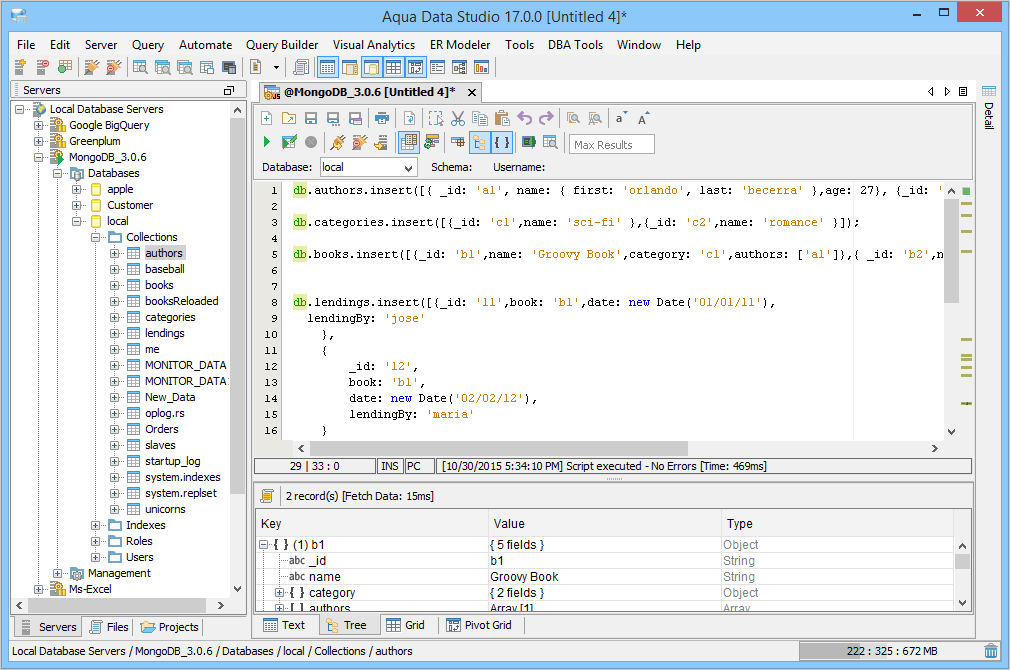 Aqua Data Studio 17.0.0 [Untitled 4]*
File Edit Server Query Automate Query Builder Visual Analytics ER Modeler Tools DBA Tools Window Help
Servers
Local Database Servers
Google BigQuery
Greenplum
MongoDB_3.0.6
Databases
apple
Customer
local
Collections
authors
baseball
books
booksReloaded
categories
lendings
me
MONITOR_DATA
MONITOR_DATA
New_Data
oplog.rs
Orders
slaves
startup_log
system.indexes
system.replset
unicorns
Indexes
Roles
Users
Management
Ms-Excel
Servers Files Projects
@MongoDB_3.0.6 [Untitled 4]*
Max Results
Database: local Schema: Username:
1 db.authors.insert([{ _id: 'a1', name: { first: 'orlando', last: 'becerra' },age: 27}, {_id: '
2
3 db.categories.insert([{_id: 'c1',name: 'sci-fi' },{_id: 'c2',name: 'romance' }]);
4
5 db.books.insert([{_id: 'b1',name: 'Groovy Book',category: 'c1',authors: ['a1']},{ _id: 'b2',n
6
7
8 db.lendings.insert([{_id: 'l1',book: 'b1',date: new Date('01/01/11'),
9 lendingBy: 'jose'
10 },
11 {
12 _id: 'l2',
13 book: 'b1',
14 date: new Date('02/02/12'),
15 lendingBy: 'maria'
16 }
29 | 33 : 0 INS PC [10/30/2015 5:34:10 PM] Script executed - No Errors [Time: 469ms]
2 record(s) [Fetch Data: 15ms]
Key Value Type
{ } (1) b1 { 5 fields } Object
abc _id b1 String
abc name Groovy Book String
{ } category { 2 fields } Object
[ ] authors Array [1] Array
Text Tree Grid Pivot Grid
Detail
Local Database Servers / MongoDB_3.0.6 / Databases / local / Collections / authors
222 : 325 : 672 MB